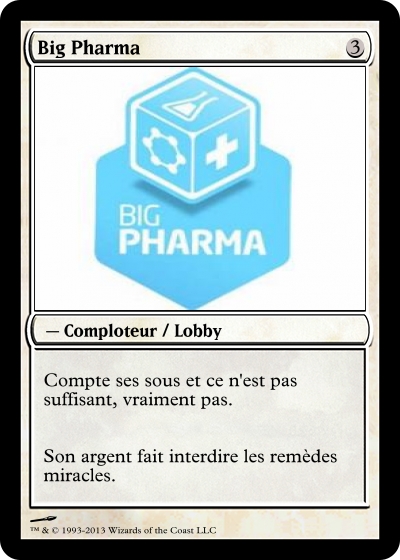 Big Pharma 3
BIG
PHARMA
— Comploteur / Lobby
Compte ses sous et ce n'est pas
suffisant, vraiment pas.
Son argent fait interdire les remèdes
miracles.
™ & © 1993-2013 Wizards of the Coast LLC